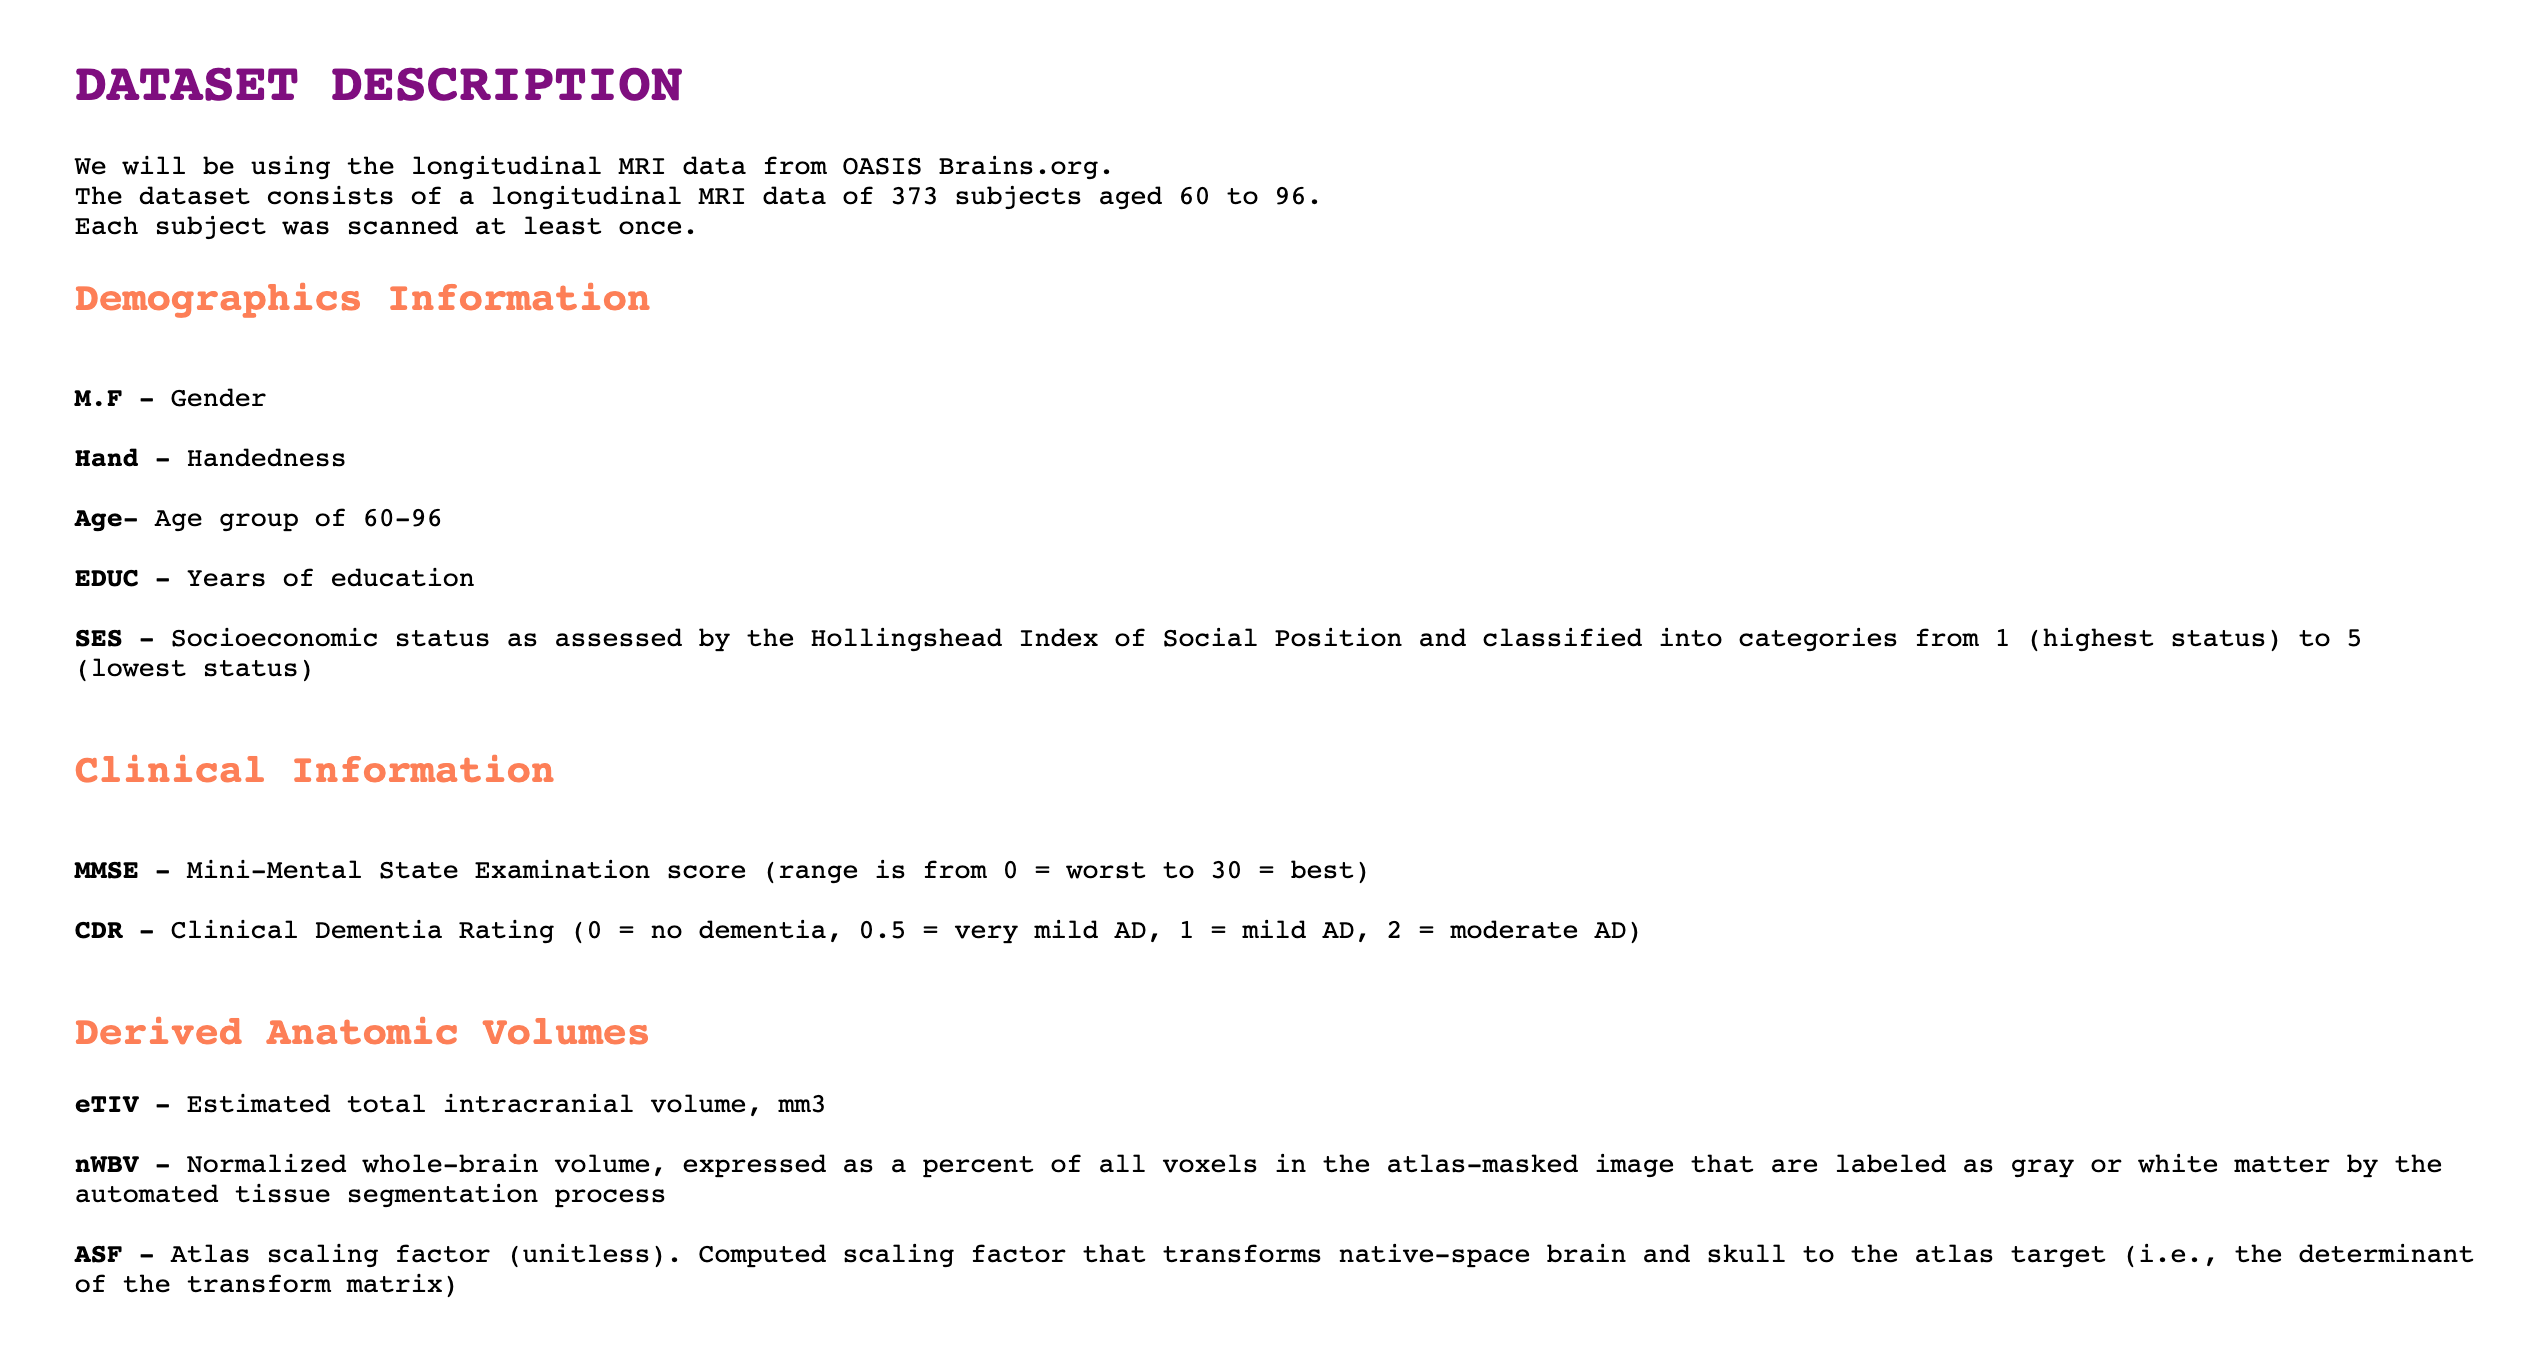 DATASET DESCRIPTION
We will be using the longitudinal MRI data from OASIS Brains.org.
The dataset consists of a longitudinal MRI data of 373 subjects aged 60 to 96.
Each subject was scanned at least once.
Demographics Information
M.F - Gender
Hand - Handedness
Age- Age group of 60-96
EDUC - Years of education
SES - Socioeconomic status as assessed by the Hollingshead Index of Social Position and classified into categories from 1 (highest status) to 5
(lowest status)
Clinical Information
MMSE - Mini-Mental State Examination score (range is from 0 = worst to 30 = best)
CDR - Clinical Dementia Rating (0 = no dementia, 0.5 = very mild AD, 1 = mild AD, 2 = moderate AD)
Derived Anatomic Volumes
eTIV - Estimated total intracranial volume, mm3
nWBV - Normalized whole-brain volume, expressed as a percent of all voxels in the atlas-masked image that are labeled as gray or white matter by the
automated tissue segmentation process
ASF - Atlas scaling factor (unitless). Computed scaling factor that transforms native-space brain and skull to the atlas target (i.e., the determinant
of the transform matrix)